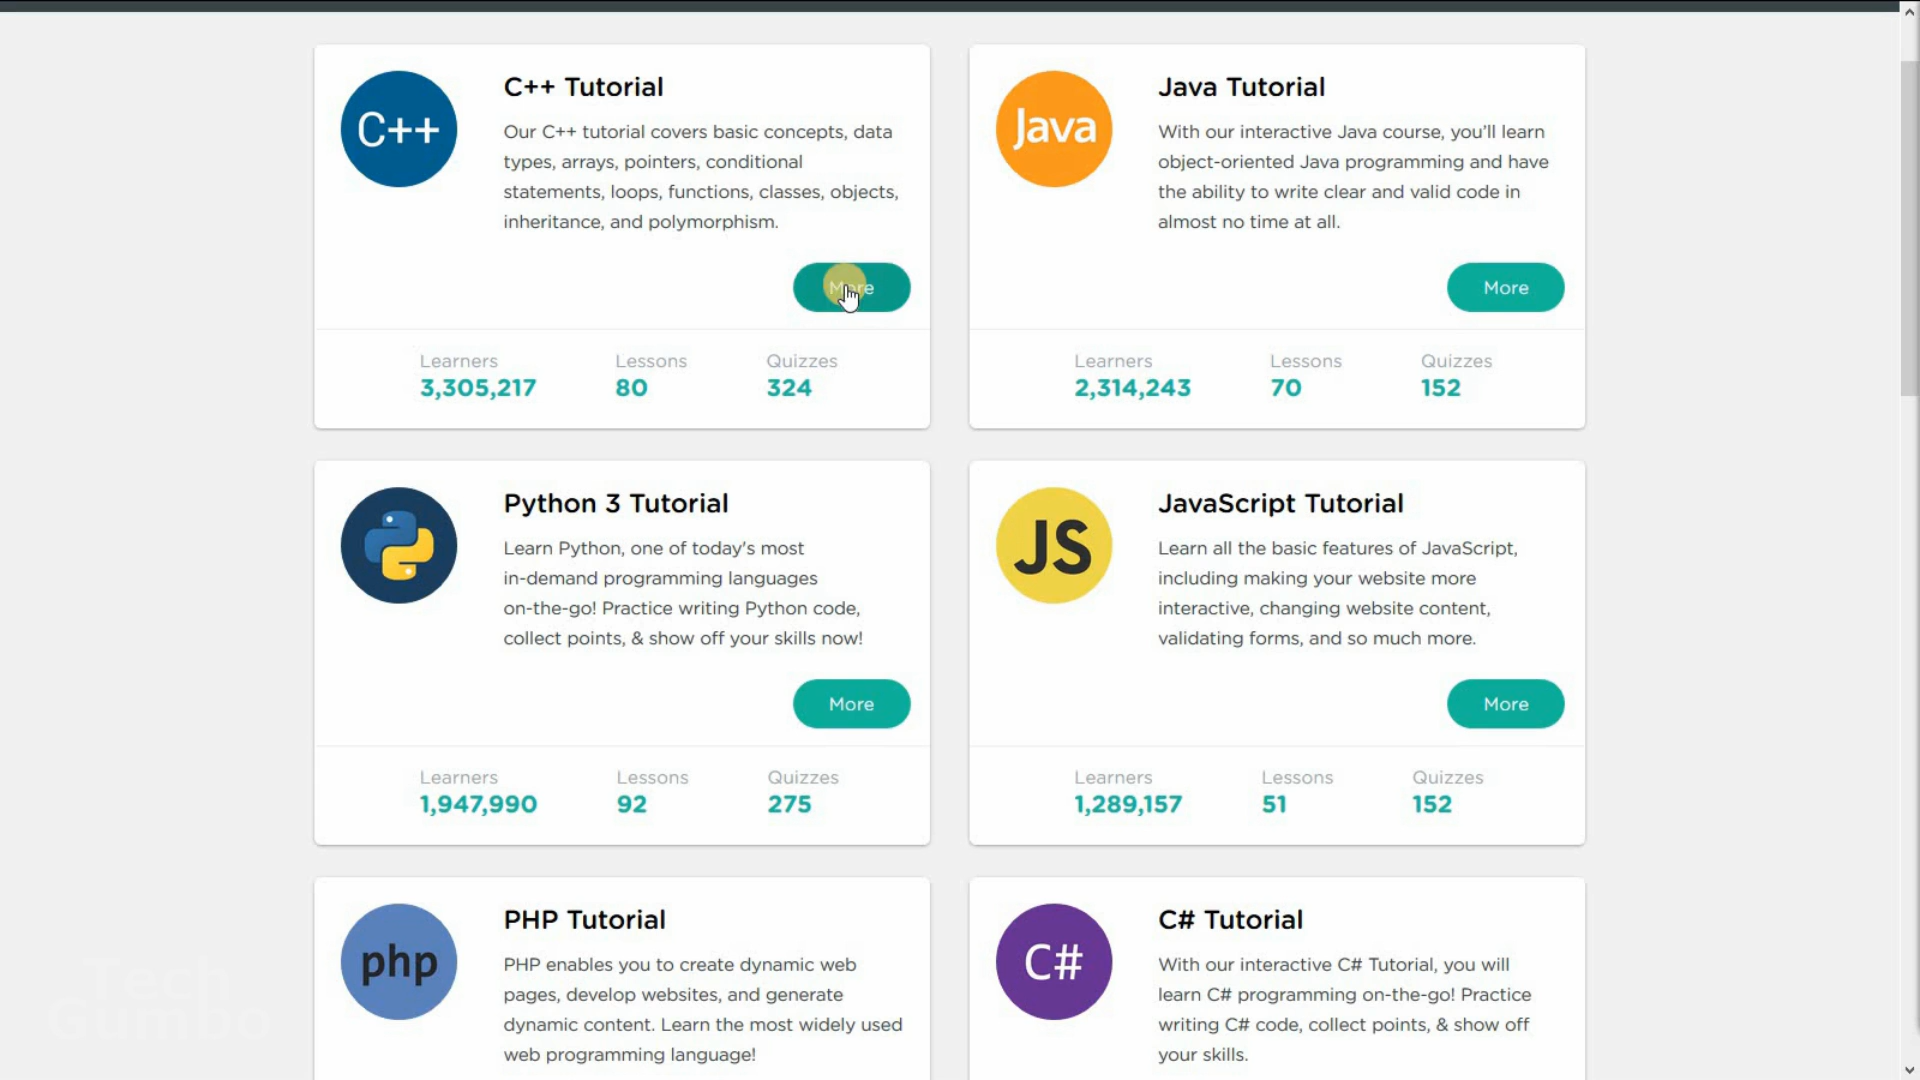 C++
C++ Tutorial
Our C++ tutorial covers basic concepts, data
types, arrays, pointers, conditional
statements, loops, functions, classes, objects,
inheritance, and polymorphism.
More
Learners Lessons Quizzes
3,305,217 80 324
Java
Java Tutorial
With our interactive Java course, you’ll learn
object-oriented Java programming and have
the ability to write clear and valid code in
almost no time at all.
More
Learners Lessons Quizzes
2,314,243 70 152
Python 3 Tutorial
Learn Python, one of today's most
in-demand programming languages
on-the-go! Practice writing Python code,
collect points, & show off your skills now!
More
Learners Lessons Quizzes
1,947,990 92 275
JS
JavaScript Tutorial
Learn all the basic features of JavaScript,
including making your website more
interactive, changing website content,
validating forms, and so much more.
More
Learners Lessons Quizzes
1,289,157 51 152
php
PHP Tutorial
PHP enables you to create dynamic web
pages, develop websites, and generate
dynamic content. Learn the most widely used
web programming language!
C#
C# Tutorial
With our interactive C# Tutorial, you will
learn C# programming on-the-go! Practice
writing C# code, collect points, & show off
your skills.
Tech
Gumbo